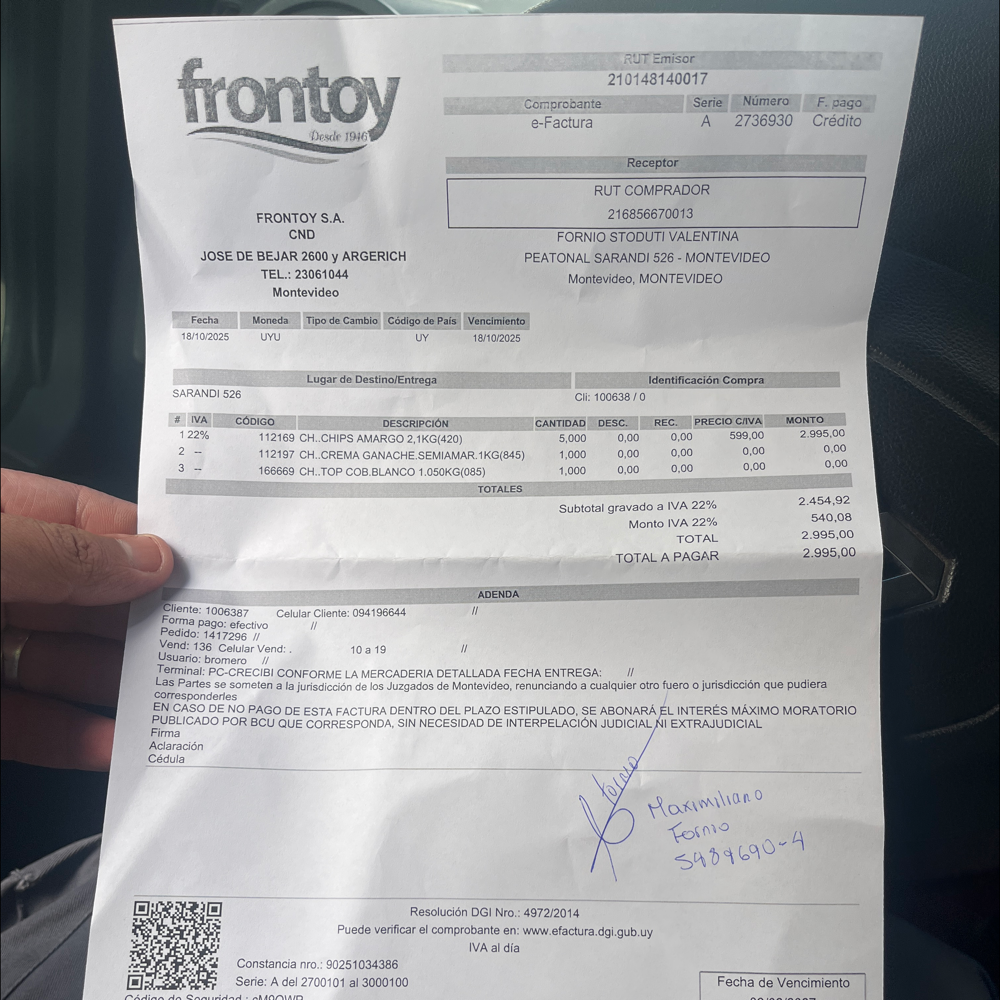 frontoy
Desde 1946
RUT Emisor
210148140017
Comprobante Serie Número F. pago
e-Factura A 2736930 Crédito
Receptor
RUT COMPRADOR
216856670013
FORNIO STODUTI VALENTINA
PEATONAL SARANDI 526 - MONTEVIDEO
Montevideo, MONTEVIDEO
FRONTOY S.A.
CND
JOSE DE BEJAR 2600 y ARGERICH
TEL.: 23061044
Montevideo
Fecha Moneda Tipo de Cambio Código de País Vencimiento
18/10/2025 UYU UY 18/10/2025
Lugar de Destino/Entrega Identificación Compra
SARANDI 526 Cli: 100638 / 0
# IVA CÓDIGO DESCRIPCIÓN CANTIDAD DESC. REC. PRECIO C/IVA MONTO
1 22% 112169 CH..CHIPS AMARGO 2,1KG(420) 5,000 0,00 0,00 599,00 2.995,00
2 -- 112197 CH..CREMA GANACHE.SEMIAMAR.1KG(845) 1,000 0,00 0,00 0,00 0,00
3 -- 166669 CH..TOP COB.BLANCO 1.050KG(085) 1,000 0,00 0,00 0,00 0,00
TOTALES
Subtotal gravado a IVA 22% 2.454,92
Monto IVA 22% 540,08
TOTAL 2.995,00
TOTAL A PAGAR 2.995,00
ADENDA
Cliente: 1006387 Celular Cliente: 094196644 //
Forma pago: efectivo //
Pedido: 1417296 //
Vend: 136 Celular Vend: . 10 a 19 //
Usuario: bromero //
Terminal: PC-CRECIBI CONFORME LA MERCADERIA DETALLADA FECHA ENTREGA: //
Las Partes se someten a la jurisdicción de los Juzgados de Montevideo, renunciando a cualquier otro fuero o jurisdicción que pudiera
corresponderles
EN CASO DE NO PAGO DE ESTA FACTURA DENTRO DEL PLAZO ESTIPULADO, SE ABONARÁ EL INTERÉS MÁXIMO MORATORIO
PUBLICADO POR BCU QUE CORRESPONDA, SIN NECESIDAD DE INTERPELACIÓN JUDICIAL NI EXTRAJUDICIAL
Firma
Aclaración
Cédula
Fornio
Maximiliano
Fornio
5484690-4
Resolución DGI Nro.: 4972/2014
Puede verificar el comprobante en: www.efactura.dgi.gub.uy
IVA al día
Constancia nro.: 90251034386
Serie: A del 2700101 al 3000100
Fecha de Vencimiento
Código de Seguridad :